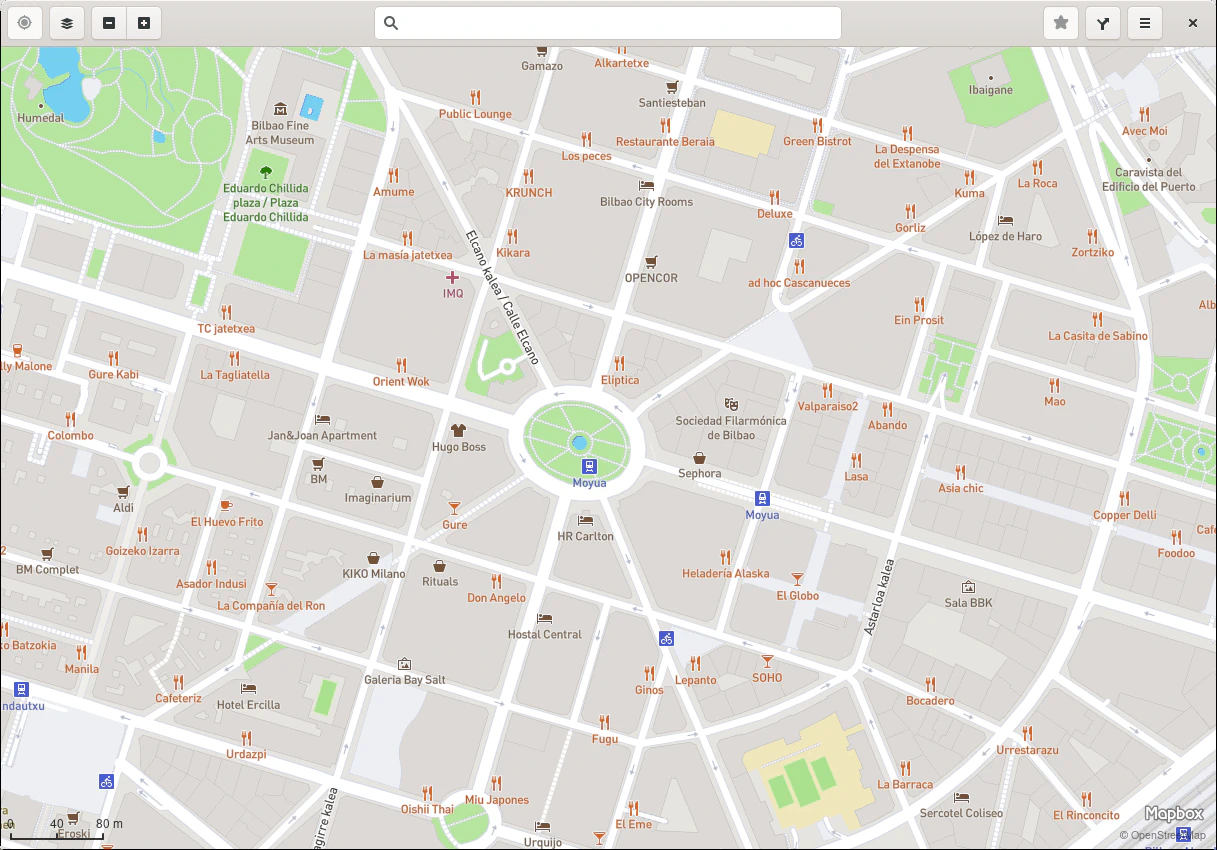 Gamazo
Alkartetxe
Ibaigane
Santiesteban
Public Lounge
Humedal
Bilbao Fine
Arts Museum
Restaurante Beraia
Green Bistrot
Avec Moi
Los peces
La Despensa
del Extanobe
Caravista del
Edificio del Puerto
Eduardo Chillida
plaza / Plaza
Eduardo Chillida
Amume
KRUNCH
Kuma
La Roca
Bilbao City Rooms
Deluxe
Gorliz
López de Haro
La masía jatetxea
Kikara
Zortziko
Elcano kalea / Calle Elcano
OPENCOR
ad hoc Cascanueces
IMQ
Alb
TC jatetxea
Ein Prosit
La Casita de Sabino
lly Malone
Gure Kabi
La Tagliatella
Orient Wok
Eliptica
Mao
Valparaiso2
Colombo
Jan&Joan Apartment
Hugo Boss
Sociedad Filarmónica
de Bilbao
Abando
BM
Sephora
Lasa
Moyua
Asia chic
Imaginarium
Aldi
Moyua
Copper Delli
El Huevo Frito
Gure
HR Carlton
Cafe
Goizeko Izarra
Foodoo
2
BM Complet
KIKO Milano
Rituals
Heladería Alaska
Asador Indusi
Don Angelo
El Globo
Astarloa kalea
Sala BBK
La Compañía del Ron
Hostal Central
ko Batzokia
Manila
Galeria Bay Salt
Ginos
Lepanto
SOHO
Cafeteriz
Hotel Ercilla
Bocadero
ndautxu
Fugu
Urdazpi
Urrestarazu
La Barraca
Miu Japones
Oishii Thai
Sercotel Coliseo
El Rinconcito
Mapbox
El Eme
0 40 80 m
Eroski
© OpenStreetMap
Urquijo